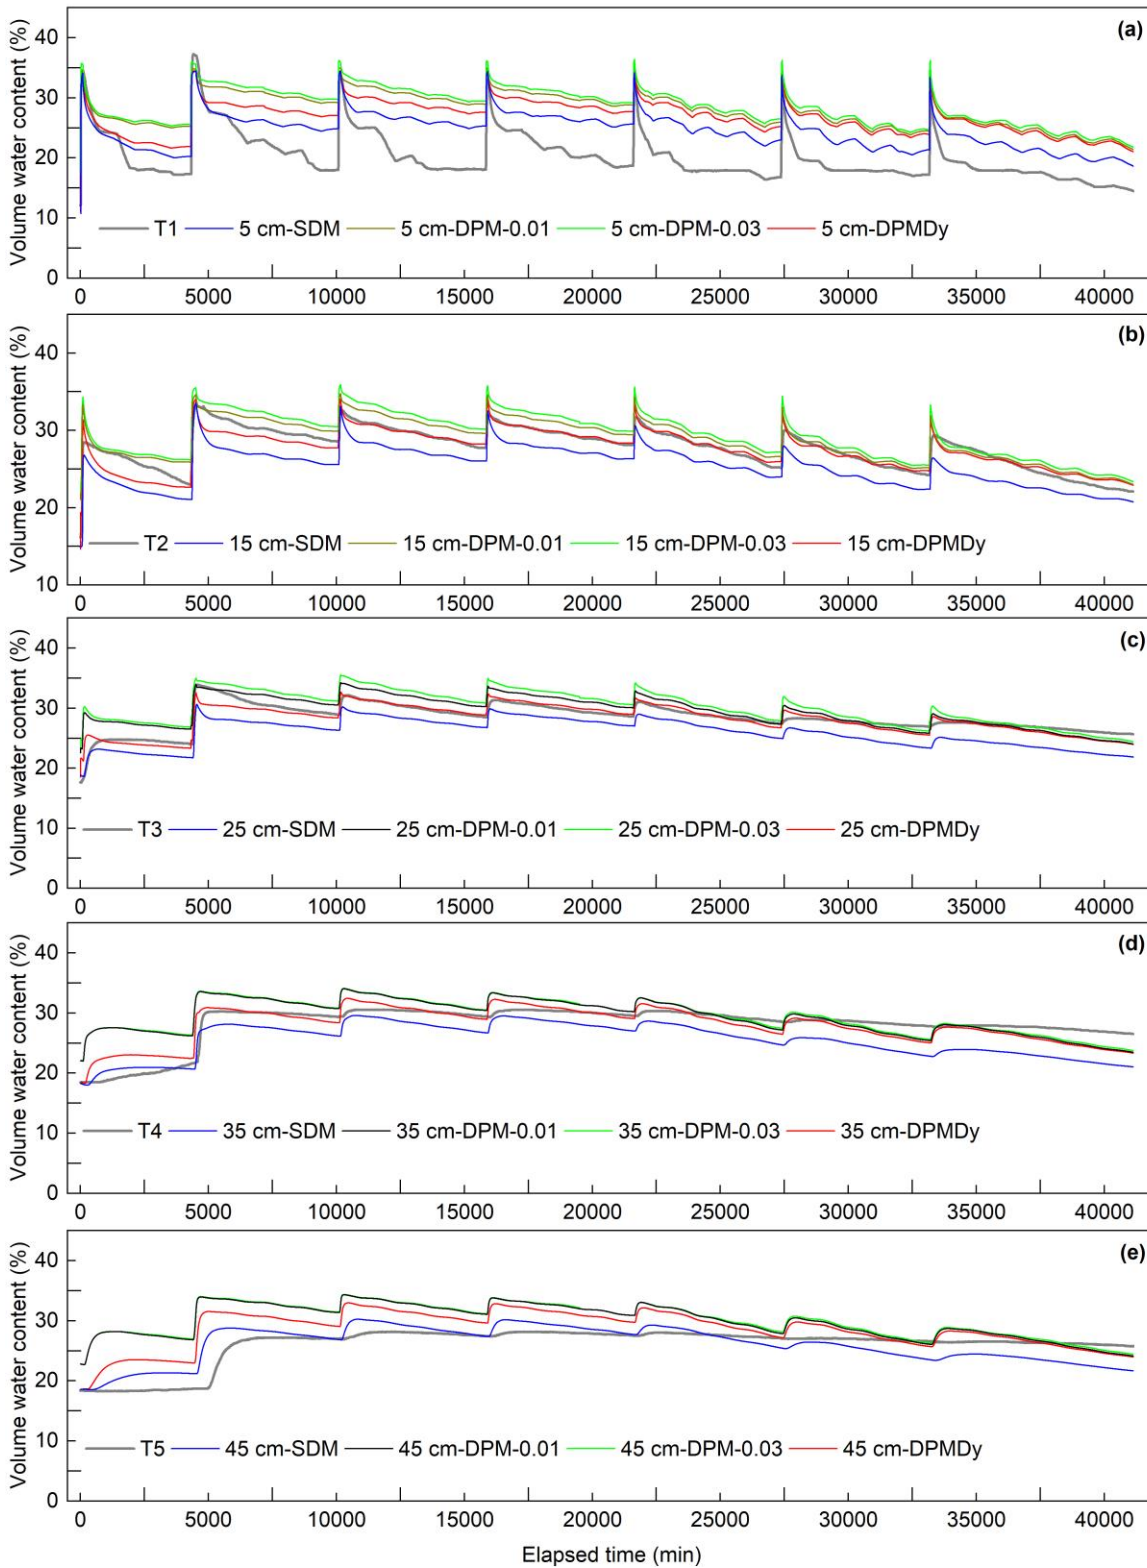 (a)
Volume water content (%)
40
30
20
10
0
T1 5 cm-SDM 5 cm-DPM-0.01 5 cm-DPM-0.03 5 cm-DPMDy
0 5000 10000 15000 20000 25000 30000 35000 40000
(b)
Volume water content (%)
40
30
20
10
T2 15 cm-SDM 15 cm-DPM-0.01 15 cm-DPM-0.03 15 cm-DPMDy
0 5000 10000 15000 20000 25000 30000 35000 40000
(c)
Volume water content (%)
40
30
20
10
0
T3 25 cm-SDM 25 cm-DPM-0.01 25 cm-DPM-0.03 25 cm-DPMDy
0 5000 10000 15000 20000 25000 30000 35000 40000
(d)
Volume water content (%)
40
30
20
10
0
T4 35 cm-SDM 35 cm-DPM-0.01 35 cm-DPM-0.03 35 cm-DPMDy
0 5000 10000 15000 20000 25000 30000 35000 40000
(e)
Volume water content (%)
40
30
20
10
0
T5 45 cm-SDM 45 cm-DPM-0.01 45 cm-DPM-0.03 45 cm-DPMDy
0 5000 10000 15000 20000 25000 30000 35000 40000
Elapsed time (min)